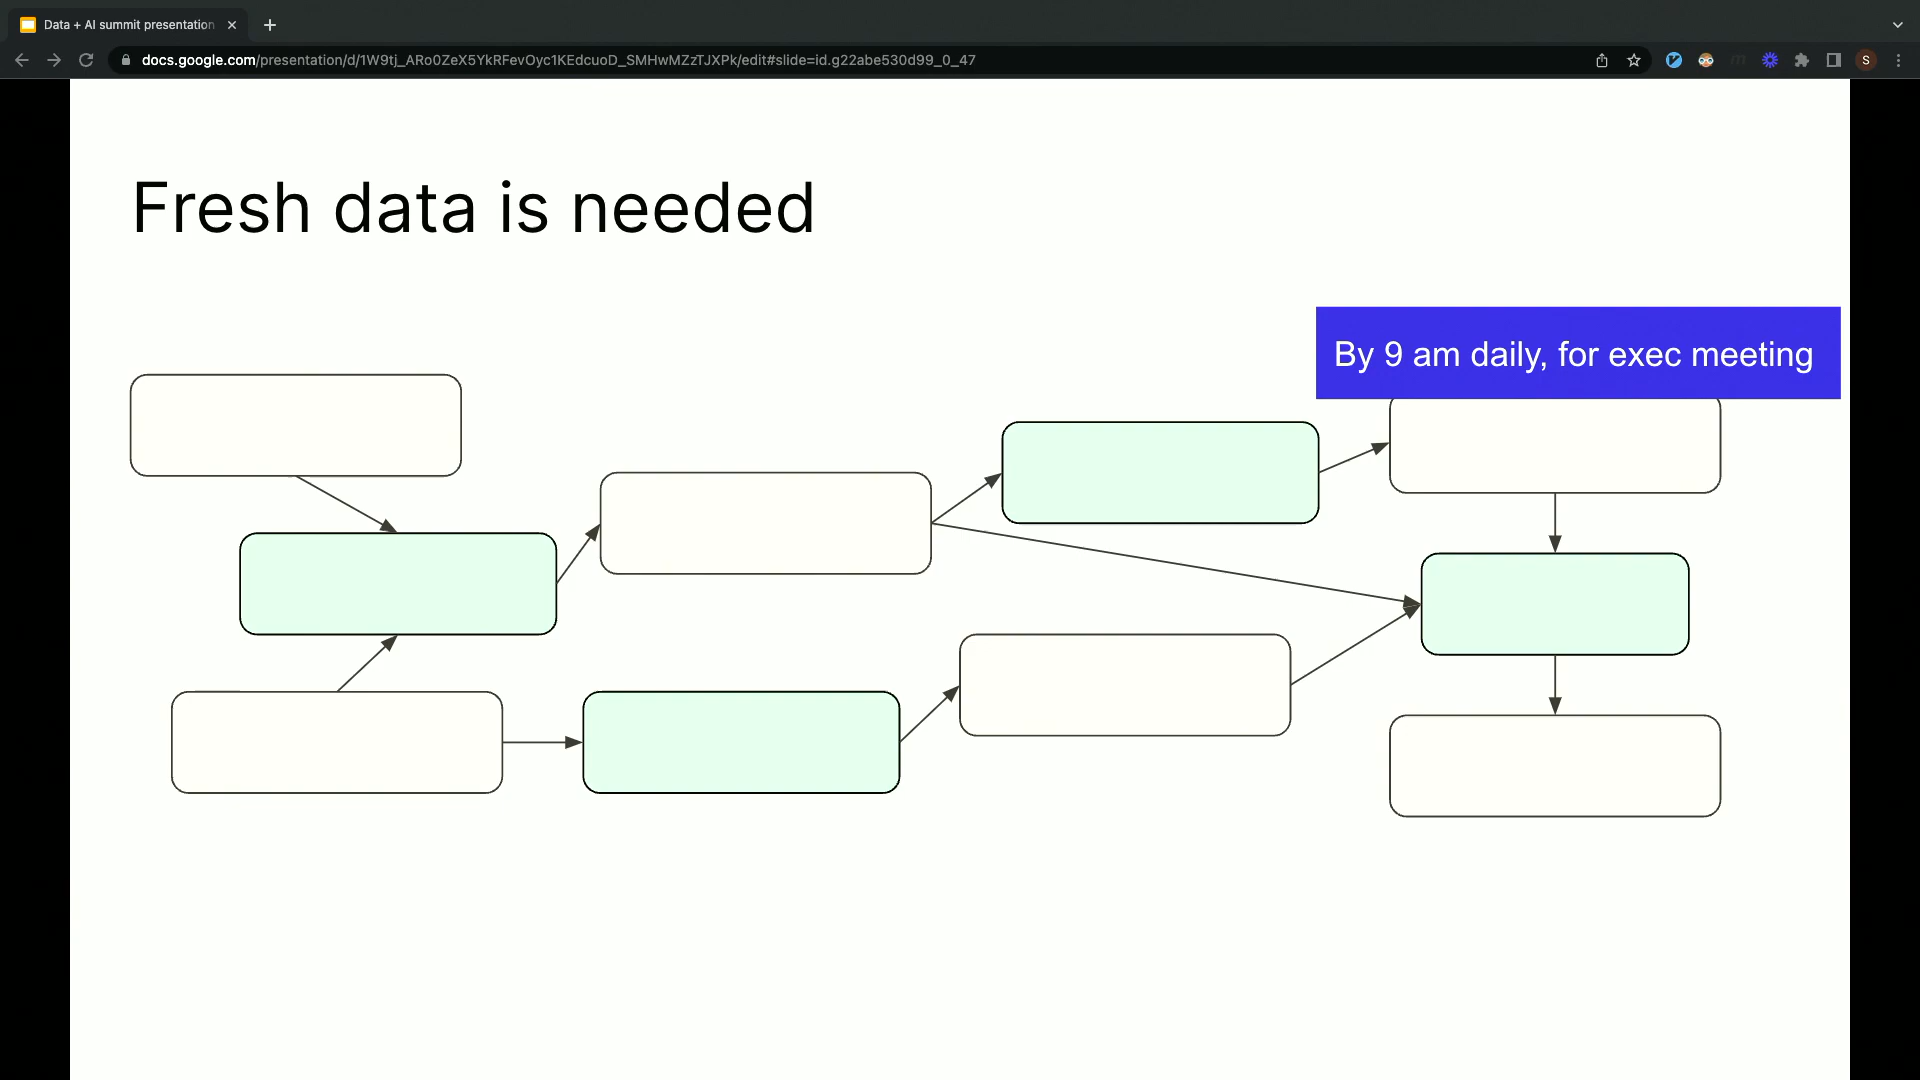 Data + AI summit presentation
docs.google.com/presentation/d/1W9tj_ARo0ZeX5YkRFevOyc1KEdcuoD_SMHwMZzTJXPk/edit#slide=id.g22abe530d99_0_47
S
Fresh data is needed
By 9 am daily, for exec meeting